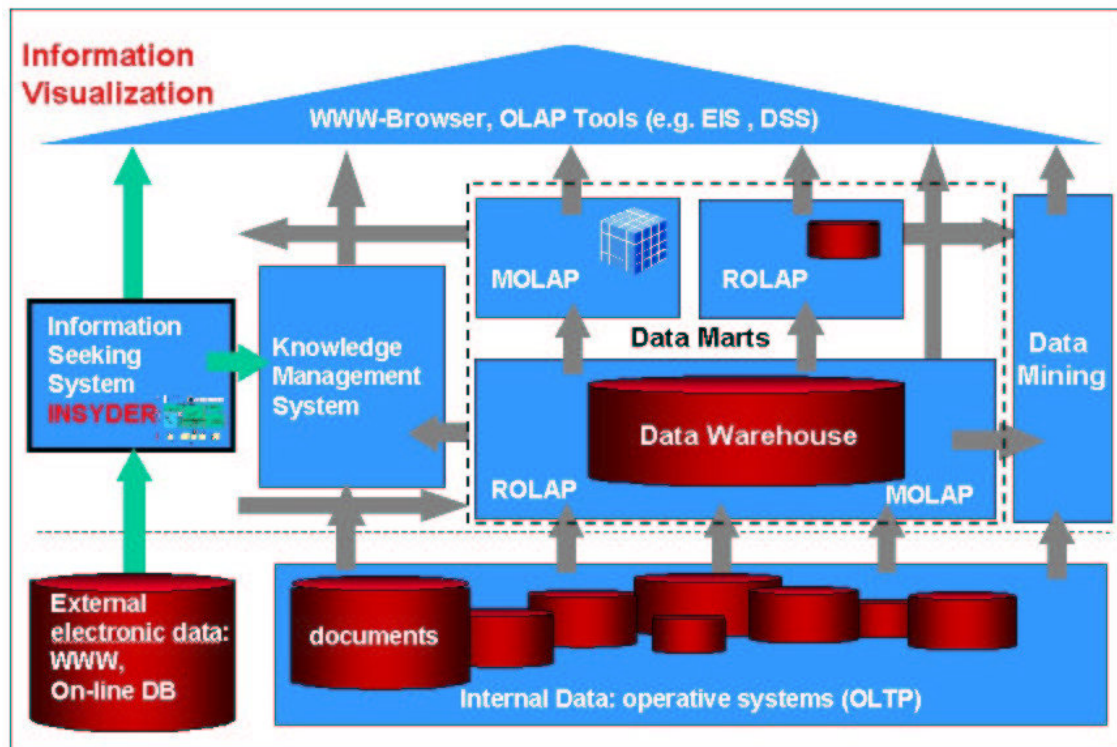 Information
Visualization
WWW-Browser, OLAP Tools (e.g. EIS , DSS)
MOLAP
ROLAP
Data Marts
Information
Seeking
System
INSYDER
Knowledge
Management
System
Data
Mining
Data Warehouse
ROLAP
MOLAP
External
electronic data:
WWW,
On-line DB
documents
Internal Data: operative systems (OLTP)